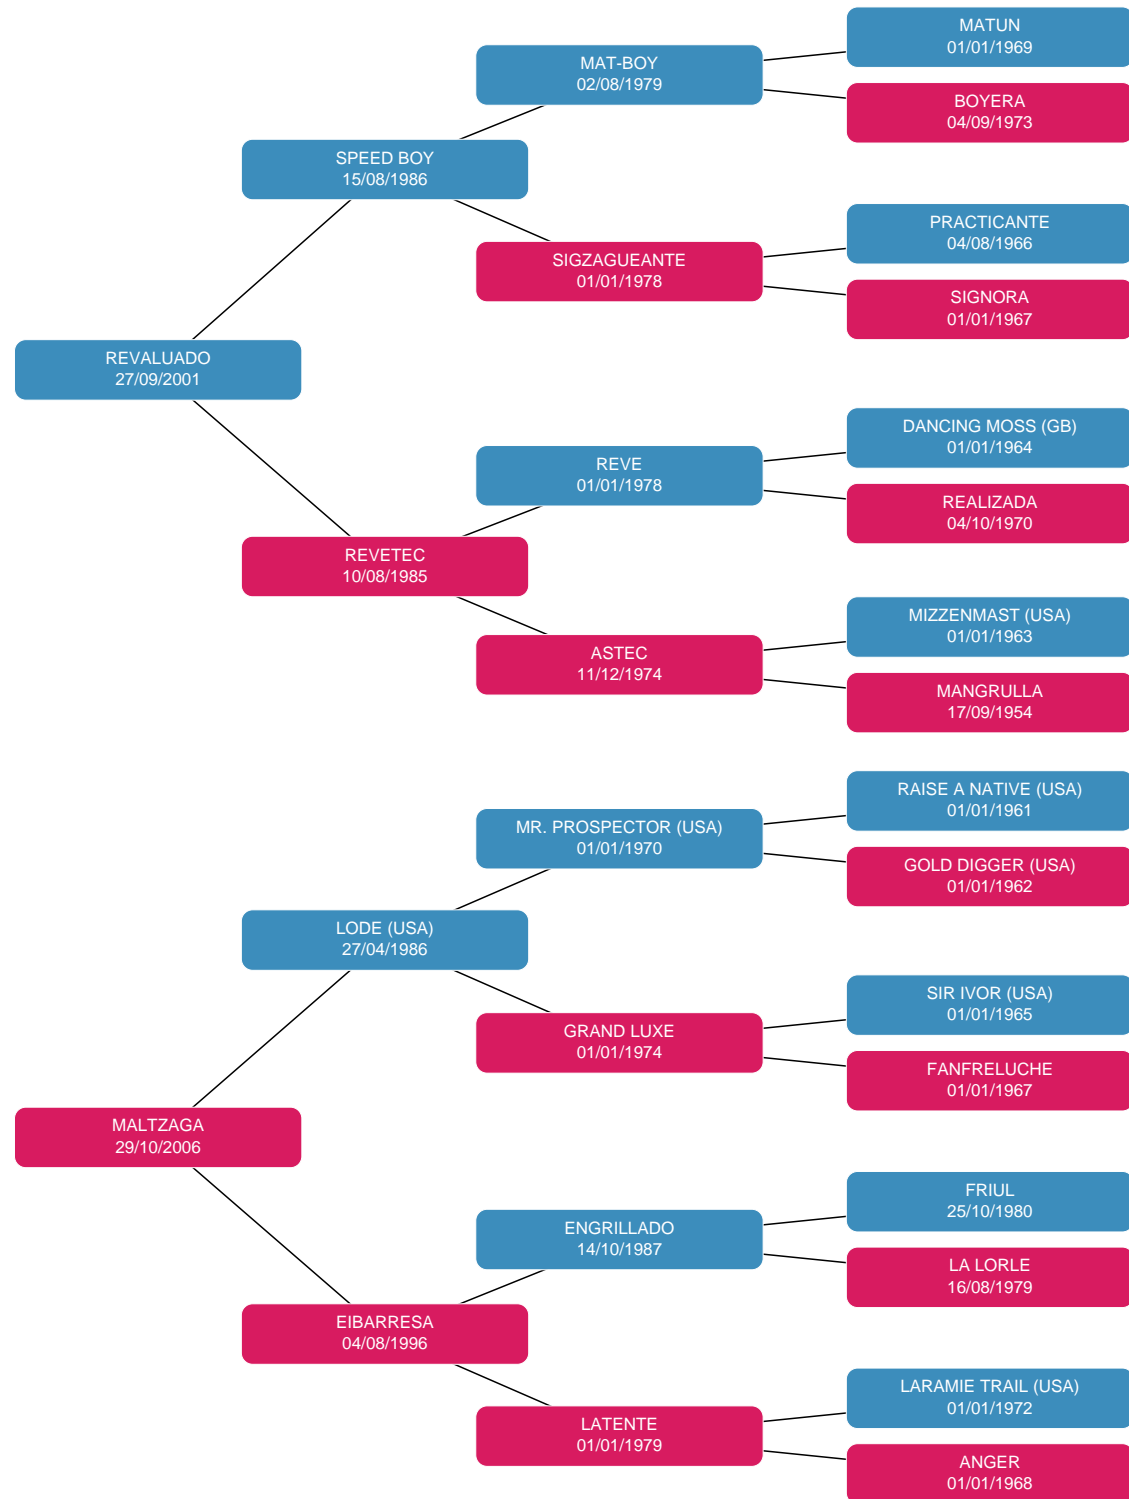 MATUN
01/01/1969
MAT-BOY
02/08/1979
BOYERA
04/09/1973
SPEED BOY
15/08/1986
PRACTICANTE
04/08/1966
SIGZAGUEANTE
01/01/1978
SIGNORA
01/01/1967
REVALUADO
27/09/2001
DANCING MOSS (GB)
01/01/1964
REVE
01/01/1978
REALIZADA
04/10/1970
REVETEC
10/08/1985
MIZZENMAST (USA)
01/01/1963
ASTEC
11/12/1974
MANGRULLA
17/09/1954
RAISE A NATIVE (USA)
01/01/1961
MR. PROSPECTOR (USA)
01/01/1970
GOLD DIGGER (USA)
01/01/1962
LODE (USA)
27/04/1986
SIR IVOR (USA)
01/01/1965
GRAND LUXE
01/01/1974
FANFRELUCHE
01/01/1967
MALTZAGA
29/10/2006
FRIUL
25/10/1980
ENGRILLADO
14/10/1987
LA LORLE
16/08/1979
EIBARRESA
04/08/1996
LARAMIE TRAIL (USA)
01/01/1972
LATENTE
01/01/1979
ANGER
01/01/1968